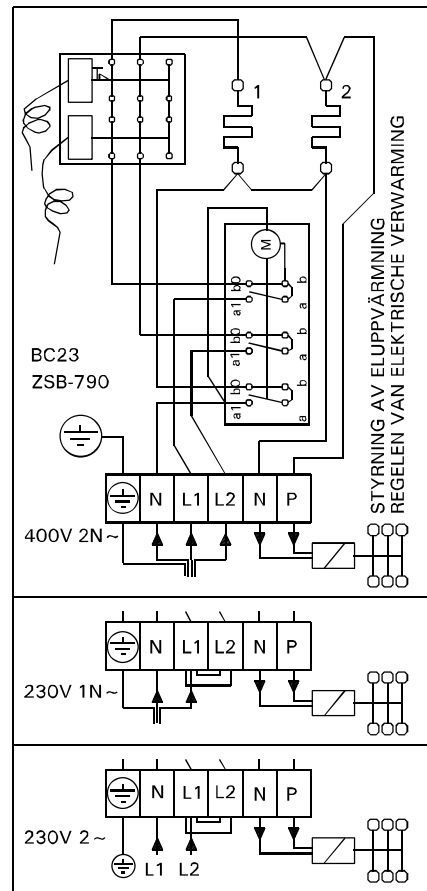 1 2
M
b0 b
a1 a
b0 b
a1 a
b0 b
a1 a
BC23
ZSB-790
STYRNING AV ELUPPVÄRMNING
REGELEN VAN ELEKTRISCHE VERWARMING
N L1 L2 N P
400V 2N~
N L1 L2 N P
230V 1N~
N L1 L2 N P
230V 2~
L1 L2